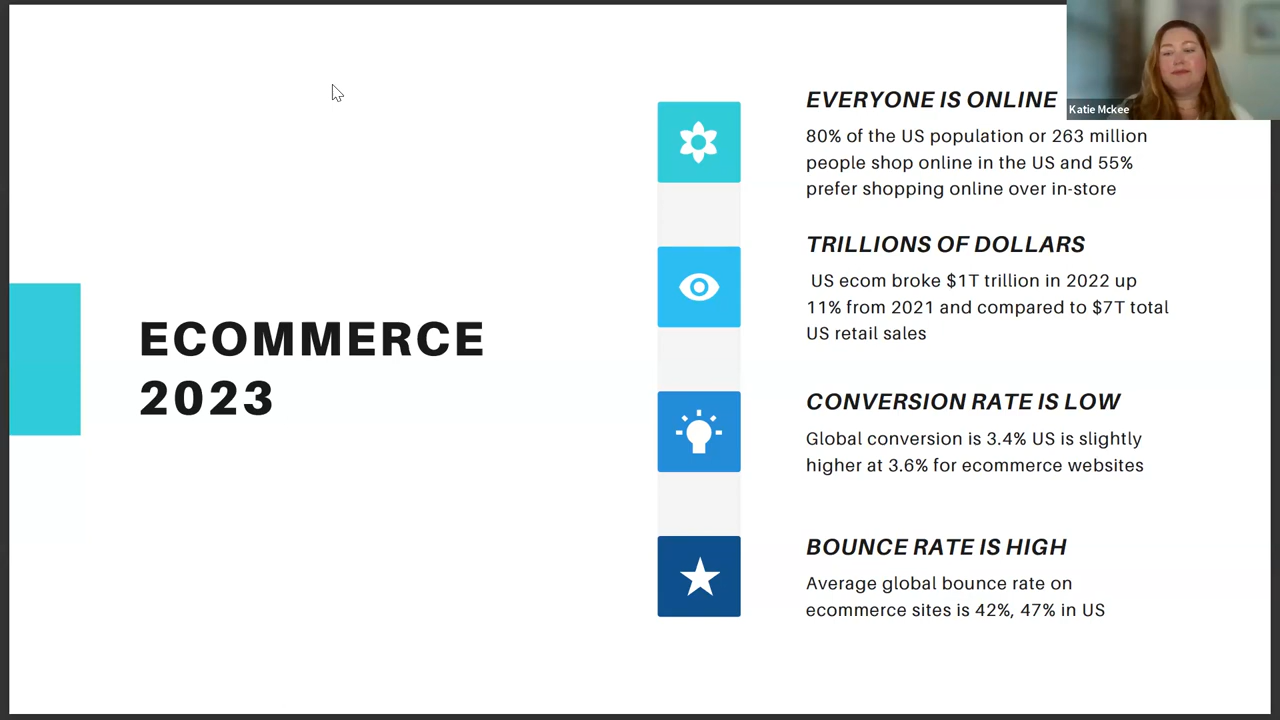 ECOMMERCE
2023
EVERYONE IS ONLINE
80% of the US population or 263 million
people shop online in the US and 55%
prefer shopping online over in-store
TRILLIONS OF DOLLARS
US ecom broke $1T trillion in 2022 up
11% from 2021 and compared to $7T total
US retail sales
CONVERSION RATE IS LOW
Global conversion is 3.4% US is slightly
higher at 3.6% for ecommerce websites
BOUNCE RATE IS HIGH
Average global bounce rate on
ecommerce sites is 42%, 47% in US
Katie Mckee